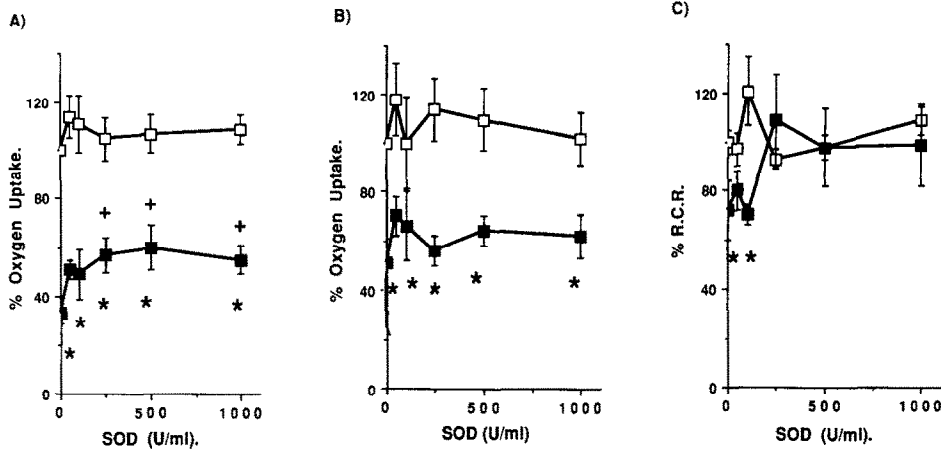 A)
% Oxygen Uptake.
120
80
40
0
+ + +
* * * * *
0 500 1000
SOD (U/ml).
B)
% Oxygen Uptake.
120
80
40
0
* * * * *
0 500 1000
SOD (U/ml)
C)
% R.C.R.
120
80
40
0
* *
0 500 1000
SOD (U/ml).